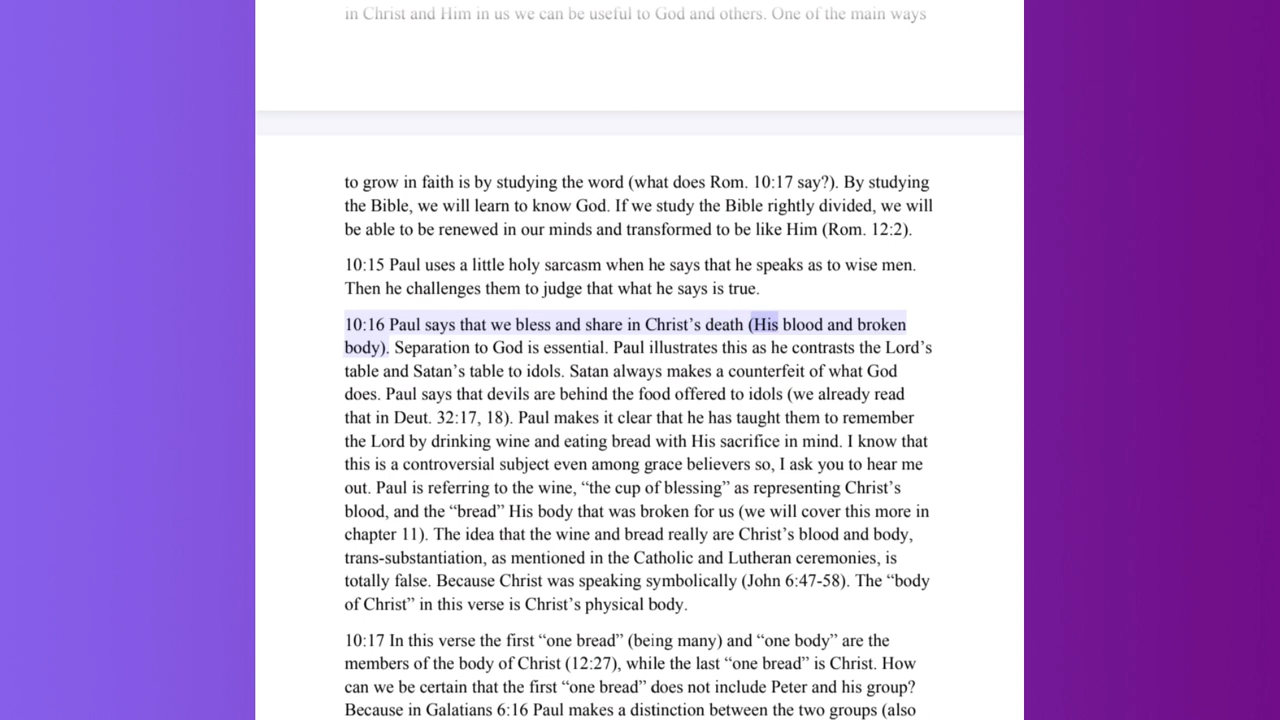 in Christ and Him in us we can be useful to God and others. One of the main ways
to grow in faith is by studying the word (what does Rom. 10:17 say?). By studying
the Bible, we will learn to know God. If we study the Bible rightly divided, we will
be able to be renewed in our minds and transformed to be like Him (Rom. 12:2).
10:15 Paul uses a little holy sarcasm when he says that he speaks as to wise men.
Then he challenges them to judge that what he says is true.
10:16 Paul says that we bless and share in Christ’s death (His blood and broken
body). Separation to God is essential. Paul illustrates this as he contrasts the Lord’s
table and Satan’s table to idols. Satan always makes a counterfeit of what God
does. Paul says that devils are behind the food offered to idols (we already read
that in Deut. 32:17, 18). Paul makes it clear that he has taught them to remember
the Lord by drinking wine and eating bread with His sacrifice in mind. I know that
this is a controversial subject even among grace believers so, I ask you to hear me
out. Paul is referring to the wine, “the cup of blessing” as representing Christ’s
blood, and the “bread” His body that was broken for us (we will cover this more in
chapter 11). The idea that the wine and bread really are Christ’s blood and body,
trans-substantiation, as mentioned in the Catholic and Lutheran ceremonies, is
totally false. Because Christ was speaking symbolically (John 6:47-58). The “body
of Christ” in this verse is Christ’s physical body.
10:17 In this verse the first “one bread” (being many) and “one body” are the
members of the body of Christ (12:27), while the last “one bread” is Christ. How
can we be certain that the first “one bread” does not include Peter and his group?
Because in Galatians 6:16 Paul makes a distinction between the two groups (also